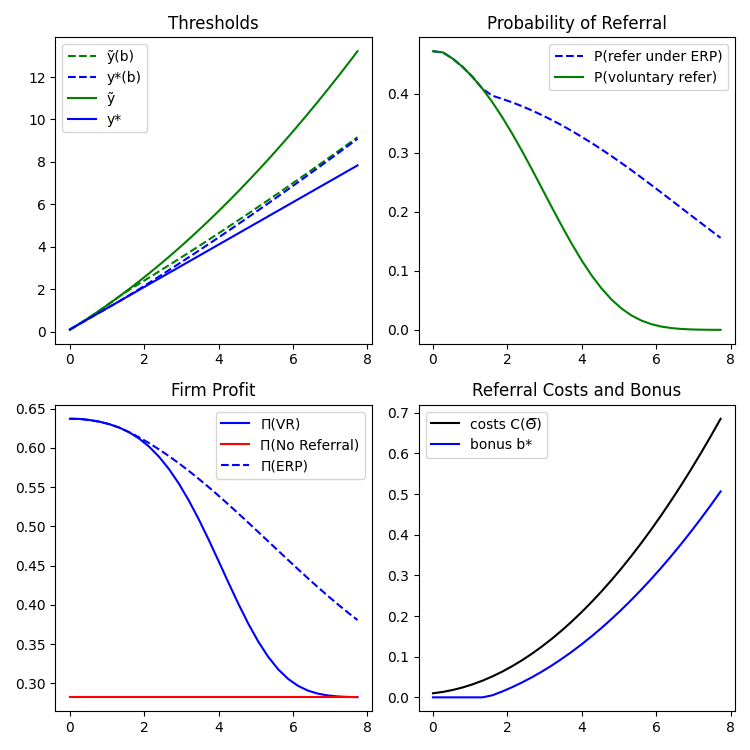 Thresholds
ỹ(b)
y*(b)
ỹ
y*
12
10
8
6
4
2
0
0 2 4 6 8
Probability of Referral
P(refer under ERP)
P(voluntary refer)
0.4
0.3
0.2
0.1
0.0
0 2 4 6 8
Firm Profit
Π(VR)
Π(No Referral)
Π(ERP)
0.65
0.60
0.55
0.50
0.45
0.40
0.35
0.30
0 2 4 6 8
Referral Costs and Bonus
costs C(Θ̄)
bonus b*
0.7
0.6
0.5
0.4
0.3
0.2
0.1
0.0
0 2 4 6 8